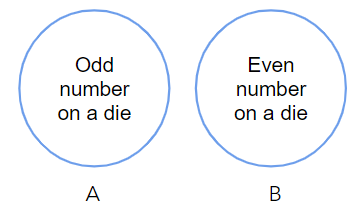 Odd
number
on a die
Even
number
on a die
A
B